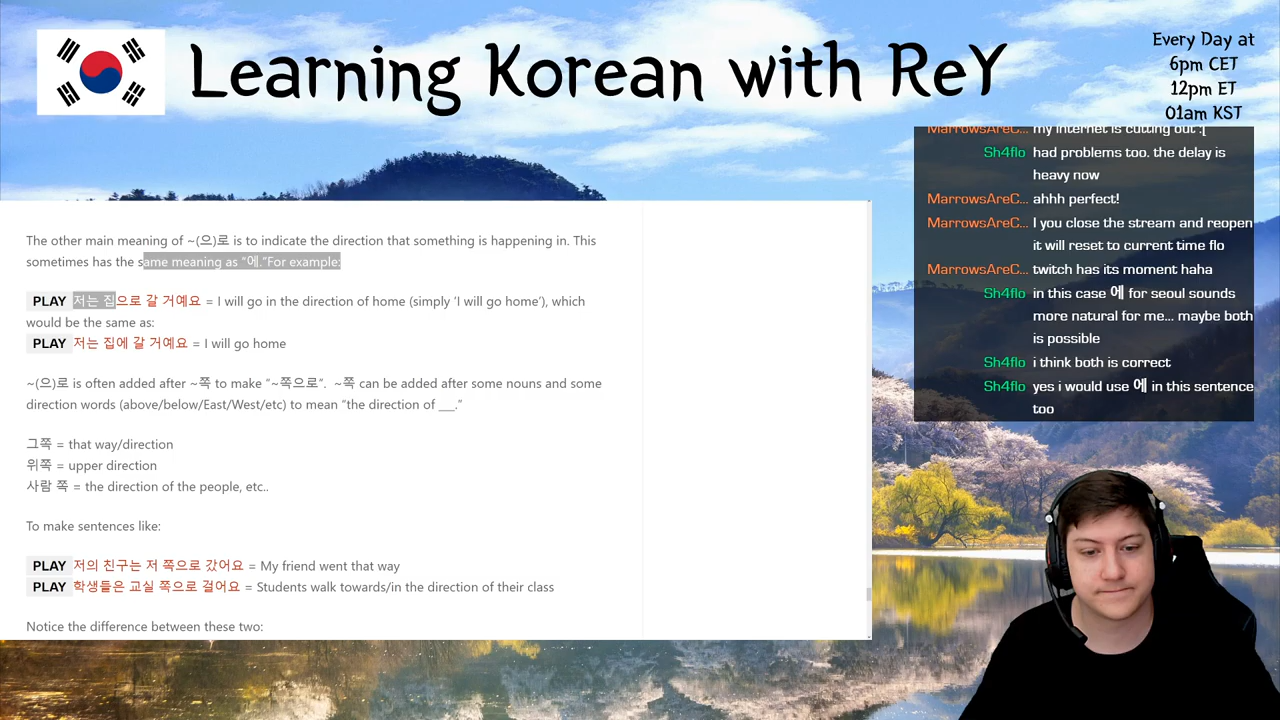 Learning Korean with ReY
Every Day at
6pm CET
12pm ET
01am KST
MarrowsAreC... my internet is cutting out :[
Sh4flo had problems too. the delay is
heavy now
MarrowsAreC... ahhh perfect!
MarrowsAreC... I you close the stream and reopen
it will reset to current time flo
MarrowsAreC... twitch has its moment haha
Sh4flo in this case 에 for seoul sounds
more natural for me... maybe both
is possible
Sh4flo i think both is correct
Sh4flo yes i would use 에 in this sentence
too
The other main meaning of ~(으)로 is to indicate the direction that something is happening in. This
sometimes has the same meaning as “에.”For example:
PLAY 저는 집으로 갈 거예요 = I will go in the direction of home (simply ‘I will go home’), which
would be the same as:
PLAY 저는 집에 갈 거예요 = I will go home
~(으)로 is often added after ~쪽 to make “~쪽으로”.  ~쪽 can be added after some nouns and some
direction words (above/below/East/West/etc) to mean “the direction of ___.”
그쪽 = that way/direction
위쪽 = upper direction
사람 쪽 = the direction of the people, etc..
To make sentences like:
PLAY 저의 친구는 저 쪽으로 갔어요 = My friend went that way
PLAY 학생들은 교실 쪽으로 걸어요 = Students walk towards/in the direction of their class
Notice the difference between these two: